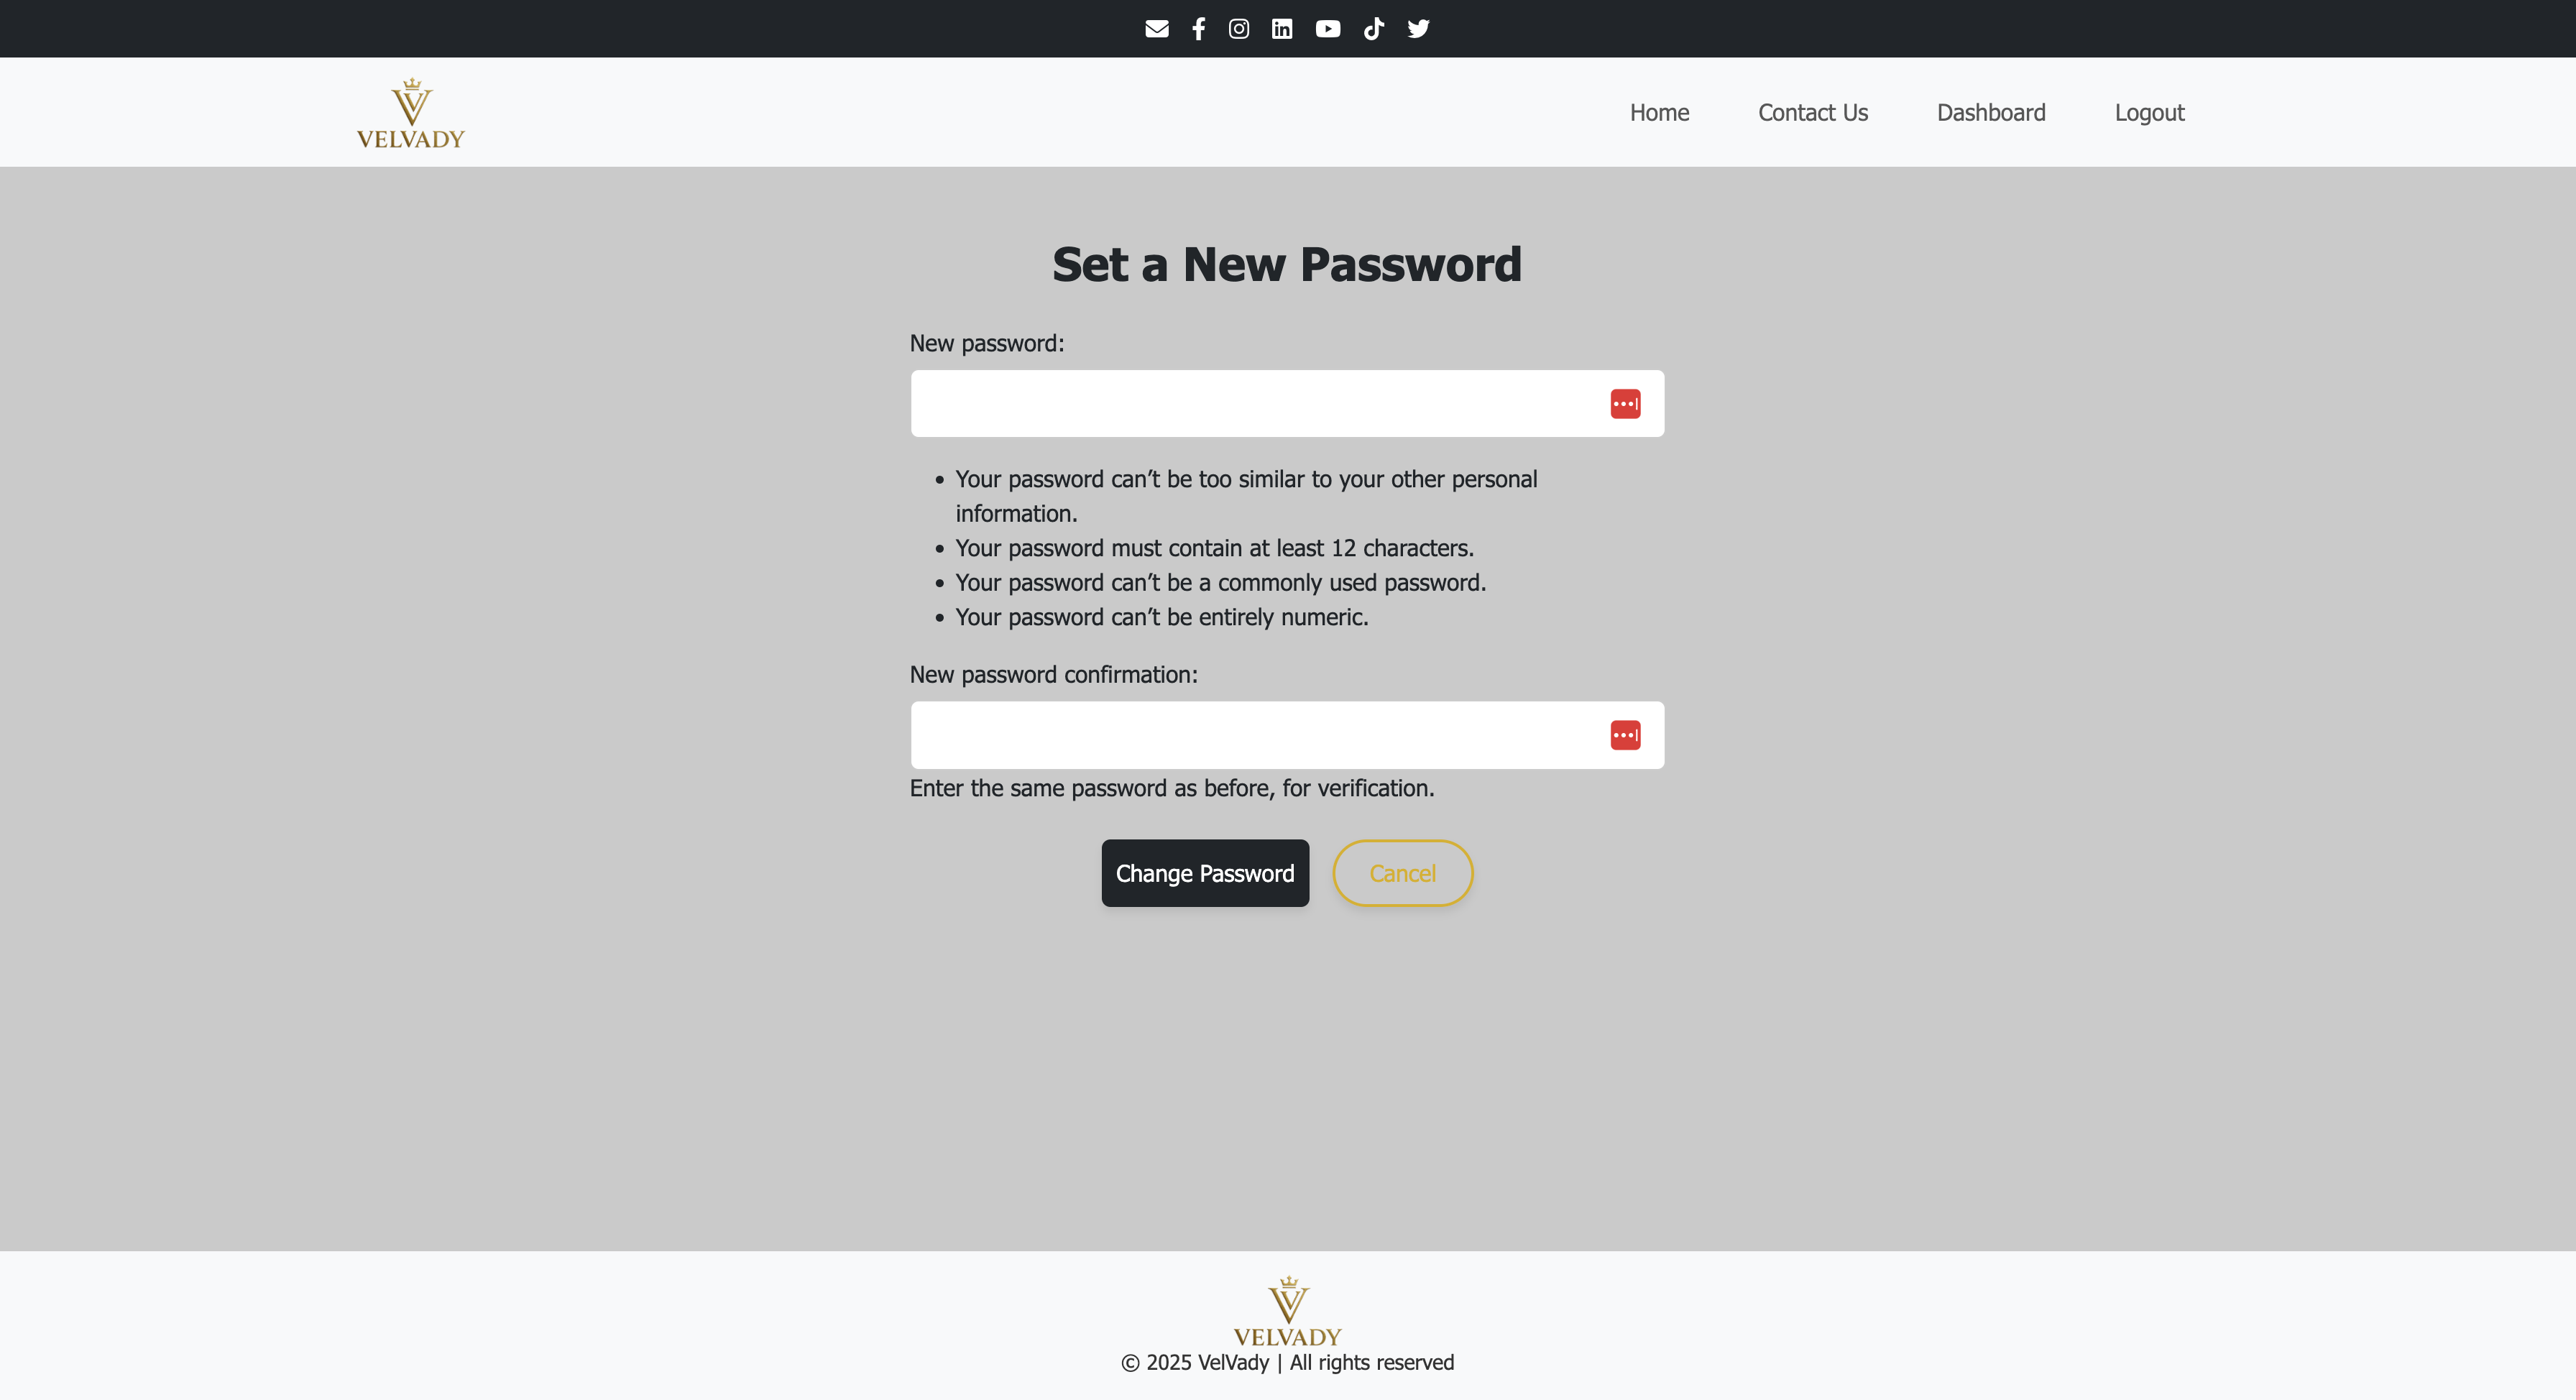 VELVADY
Home Contact Us Dashboard Logout
Set a New Password
New password:
Your password can’t be too similar to your other personal
information.
Your password must contain at least 12 characters.
Your password can’t be a commonly used password.
Your password can’t be entirely numeric.
New password confirmation:
Enter the same password as before, for verification.
Change Password Cancel
VELVADY
© 2025 VelVady | All rights reserved